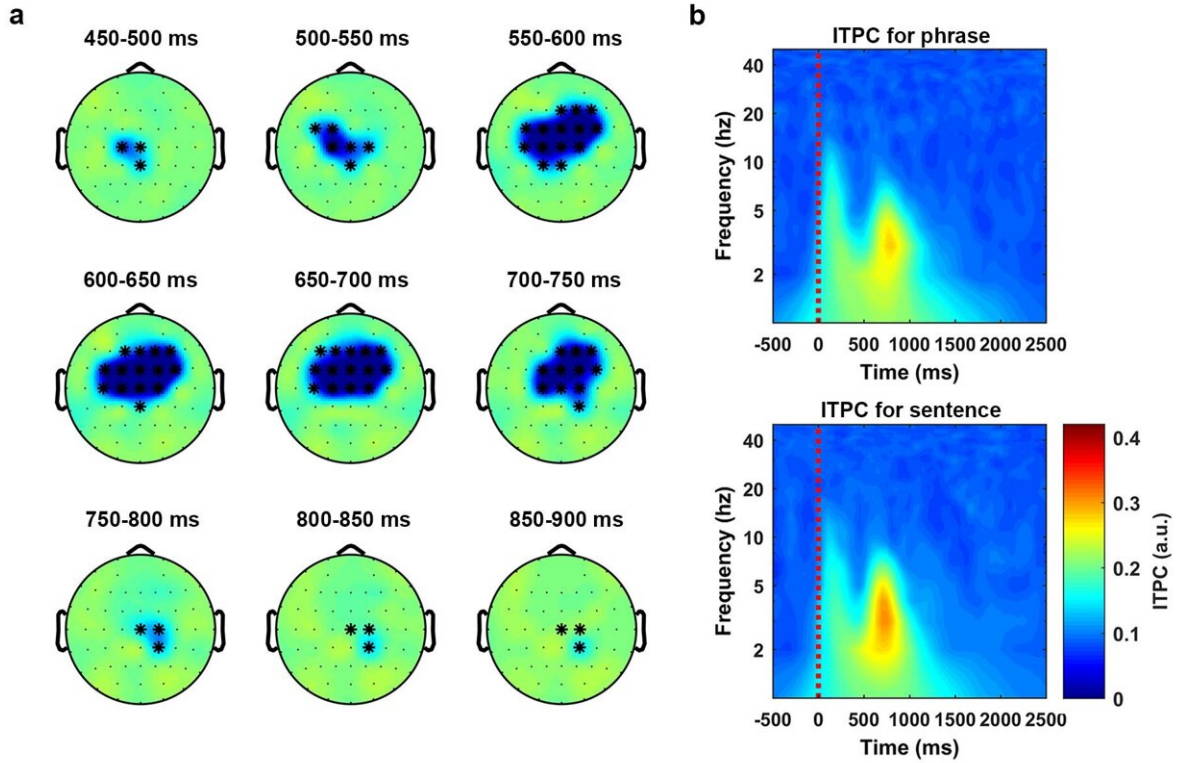 a
450-500 ms
500-550 ms
550-600 ms
600-650 ms
650-700 ms
700-750 ms
750-800 ms
800-850 ms
850-900 ms
b
ITPC for phrase
Frequency (hz)
40
20
10
5
2
-500 0 500 1000 1500 2000 2500
Time (ms)
ITPC for sentence
Frequency (hz)
40
20
10
5
2
-500 0 500 1000 1500 2000 2500
Time (ms)
0.4
0.3
0.2
0.1
0
ITPC (a.u.)